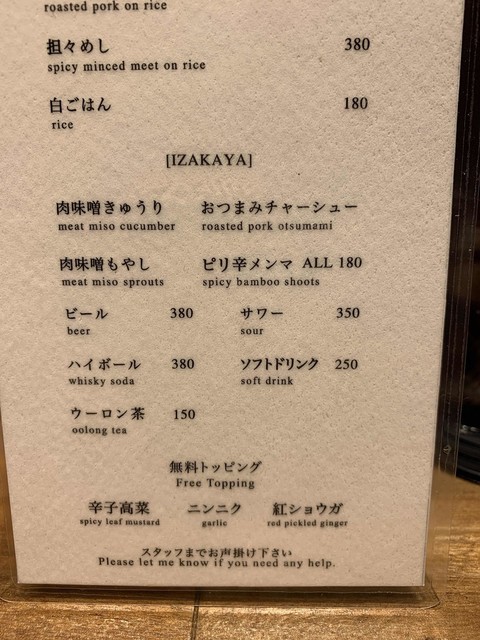 roasted pork on rice
担々めし 380
spicy minced meet on rice
白ごはん 180
rice
[IZAKAYA]
肉味噌きゅうり おつまみチャーシュー
meat miso cucumber roasted pork otsumami
肉味噌もやし ピリ辛メンマ ALL 180
meat miso sprouts spicy bamboo shoots
ビール 380 サワー 350
beer sour
ハイボール 380 ソフトドリンク 250
whisky soda soft drink
ウーロン茶 150
oolong tea
無料トッピング
Free Topping
辛子高菜 ニンニク 紅ショウガ
spicy leaf mustard garlic red pickled ginger
スタッフまでお声掛け下さい
Please let me know if you need any help.